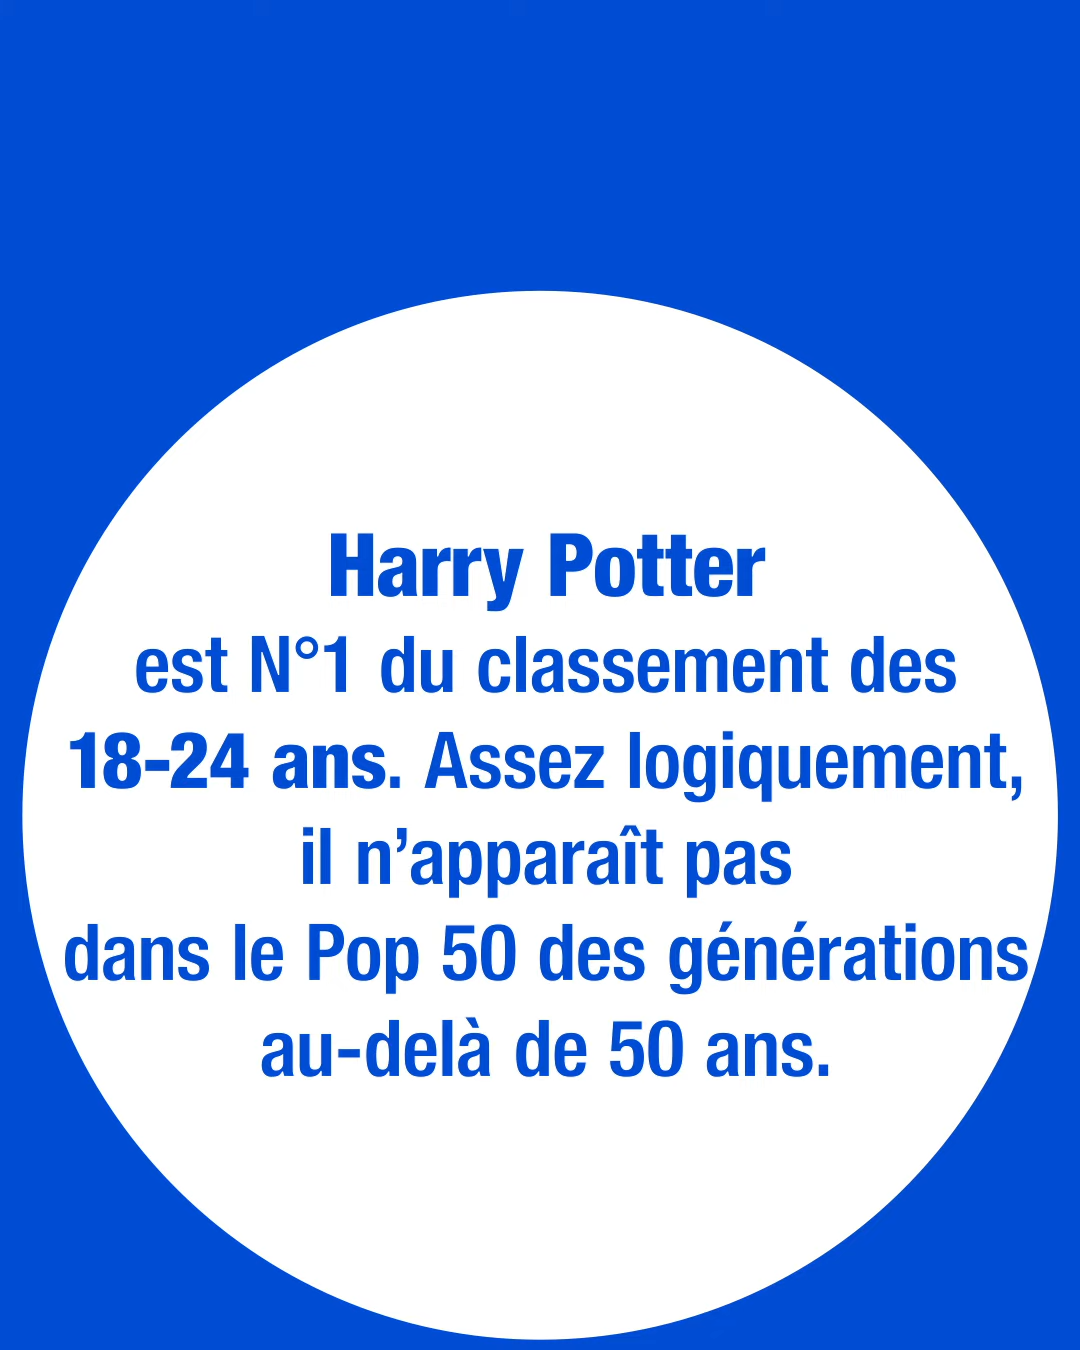 Harry Potter
est N°1 du classement des
18-24 ans. Assez logiquement,
il n’apparaît pas
dans le Pop 50 des générations
au-delà de 50 ans.